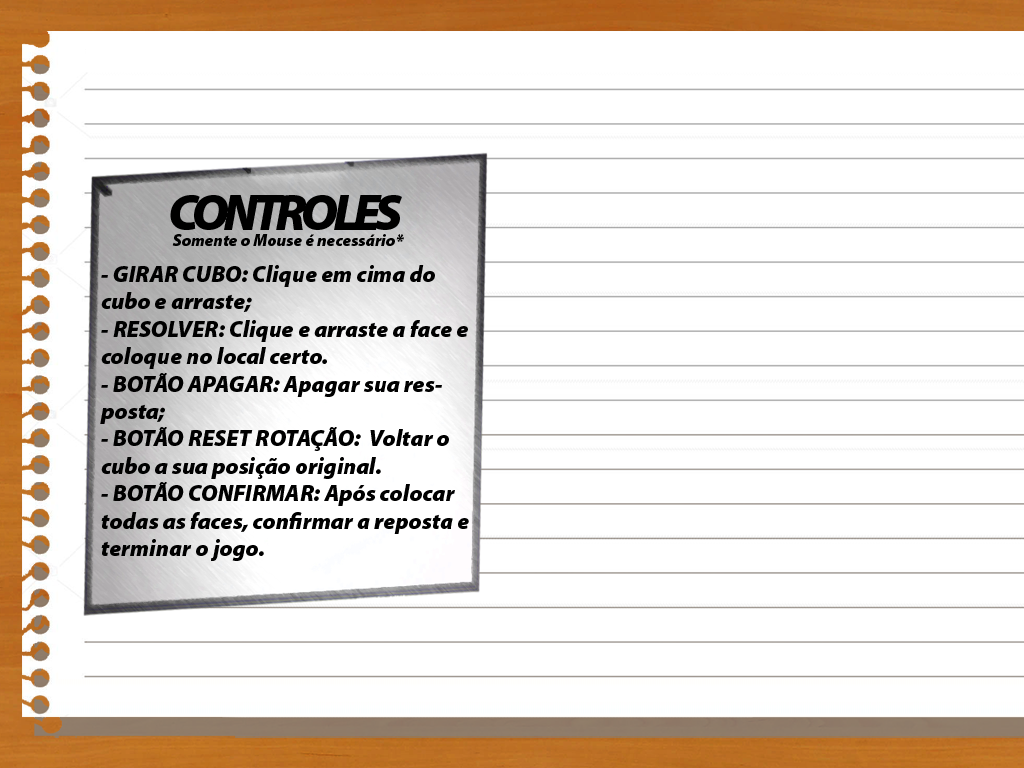 CONTROLES
Somente o Mouse é necessário*
- GIRAR CUBO: Clique em cima do
cubo e arraste;
- RESOLVER: Clique e arraste a face e
coloque no local certo.
- BOTÃO APAGAR: Apagar sua res-
posta;
- BOTÃO RESET ROTAÇÃO:  Voltar o
cubo a sua posição original.
- BOTÃO CONFIRMAR: Após colocar
todas as faces, confirmar a reposta e
terminar o jogo.